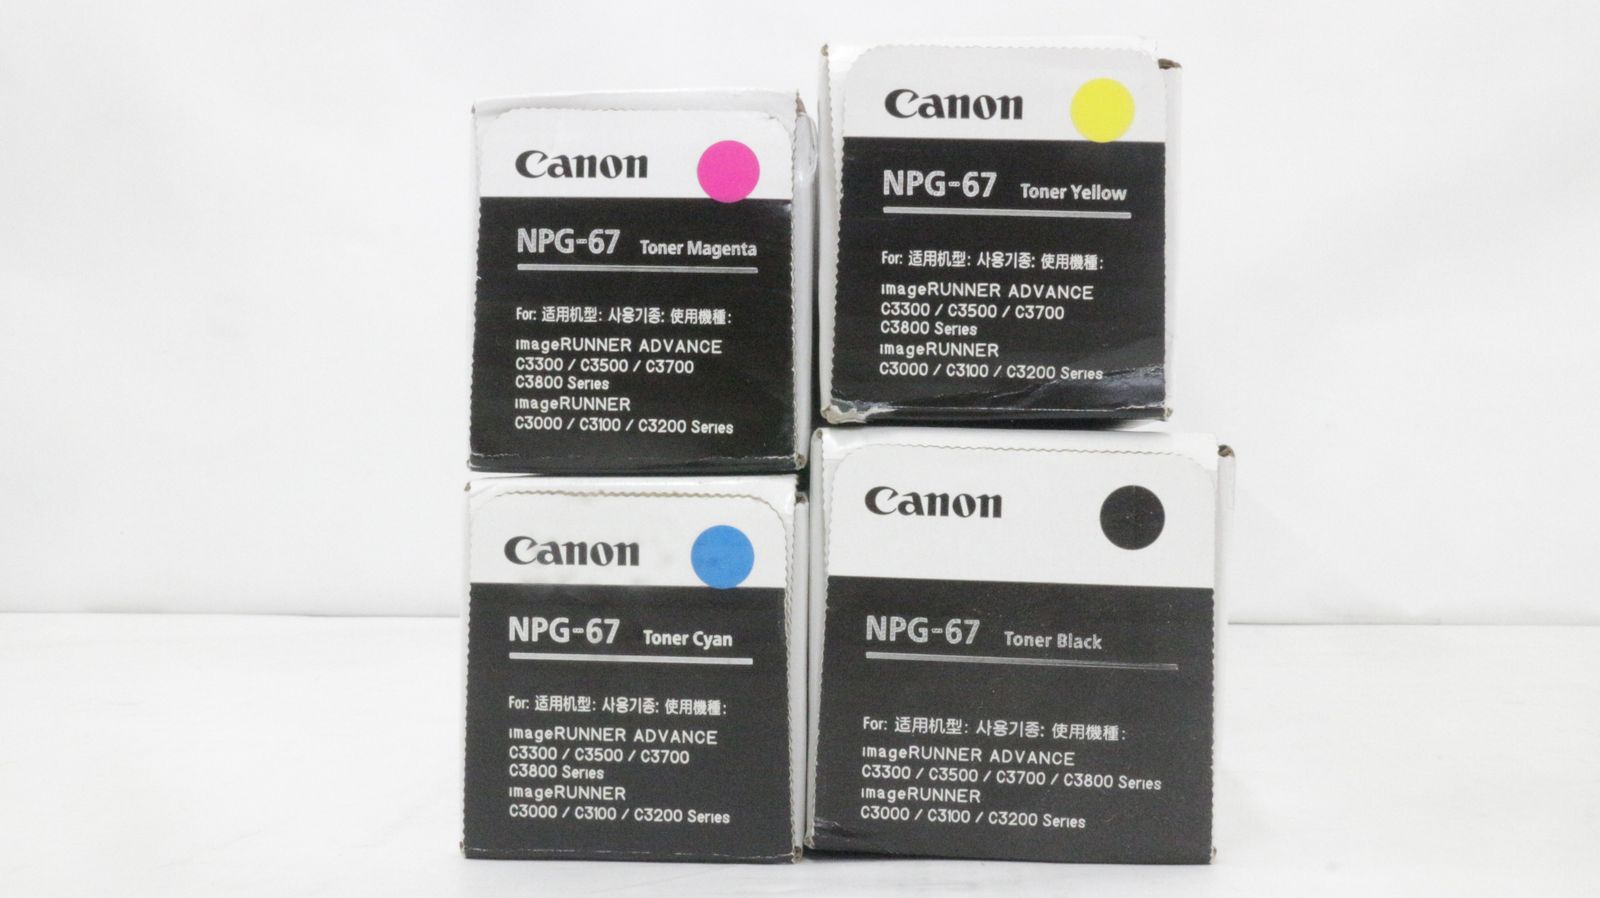 Canon
NPG-67 Toner Magenta
For: 适用机型: 사용기종: 使用機種:
imageRUNNER ADVANCE
C3300 / C3500 / C3700
C3800 Series
imageRUNNER
C3000 / C3100 / C3200 Series
Canon
NPG-67 Toner Yellow
For: 适用机型: 사용기종: 使用機種:
imageRUNNER ADVANCE
C3300 / C3500 / C3700
C3800 Series
imageRUNNER
C3000 / C3100 / C3200 Series
Canon
NPG-67 Toner Cyan
For: 适用机型: 사용기종: 使用機種:
imageRUNNER ADVANCE
C3300 / C3500 / C3700
C3800 Series
imageRUNNER
C3000 / C3100 / C3200 Series
Canon
NPG-67 Toner Black
For: 适用机型: 사용기종: 使用機種:
imageRUNNER ADVANCE
C3300 / C3500 / C3700 / C3800 Series
imageRUNNER
C3000 / C3100 / C3200 Series